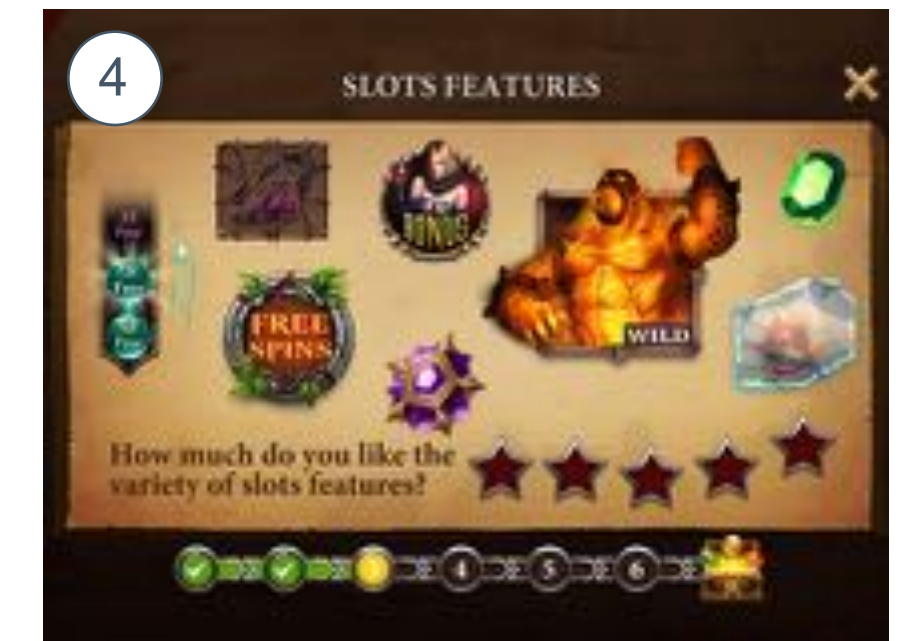 4
SLOTS FEATURES
BONUS
FREE
SPINS
WILD
How much do you like the
variety of slots features?
4 5 6